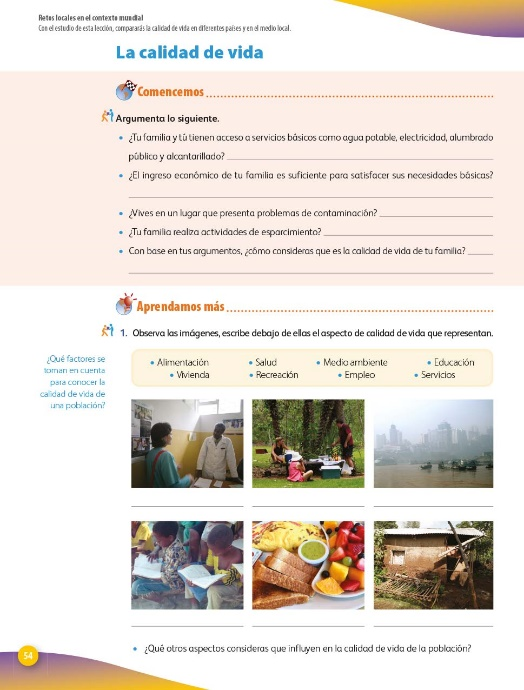 Retos locales en el contexto mundial
Con el estudio de esta lección, compararás la calidad de vida en diferentes países y en el medio local.
La calidad de vida
Comencemos
Argumenta lo siguiente.
• ¿Tu familia y tú tienen acceso a servicios básicos como agua potable, electricidad, alumbrado
público y alcantarillado?
• ¿El ingreso económico de tu familia es suficiente para satisfacer sus necesidades básicas?
• ¿Vives en un lugar que presenta problemas de contaminación?
• ¿Tu familia realiza actividades de esparcimiento?
• Con base en tus argumentos, ¿cómo consideras que es la calidad de vida de tu familia?
Aprendamos más
1. Observa las imágenes, escribe debajo de ellas el aspecto de calidad de vida que representan.
¿Qué factores se
toman en cuenta
para conocer la
calidad de vida de
una población?
• Alimentación • Salud • Medio ambiente • Educación
• Vivienda • Recreación • Empleo • Servicios
• ¿Qué otros aspectos consideras que influyen en la calidad de vida de la población?
54